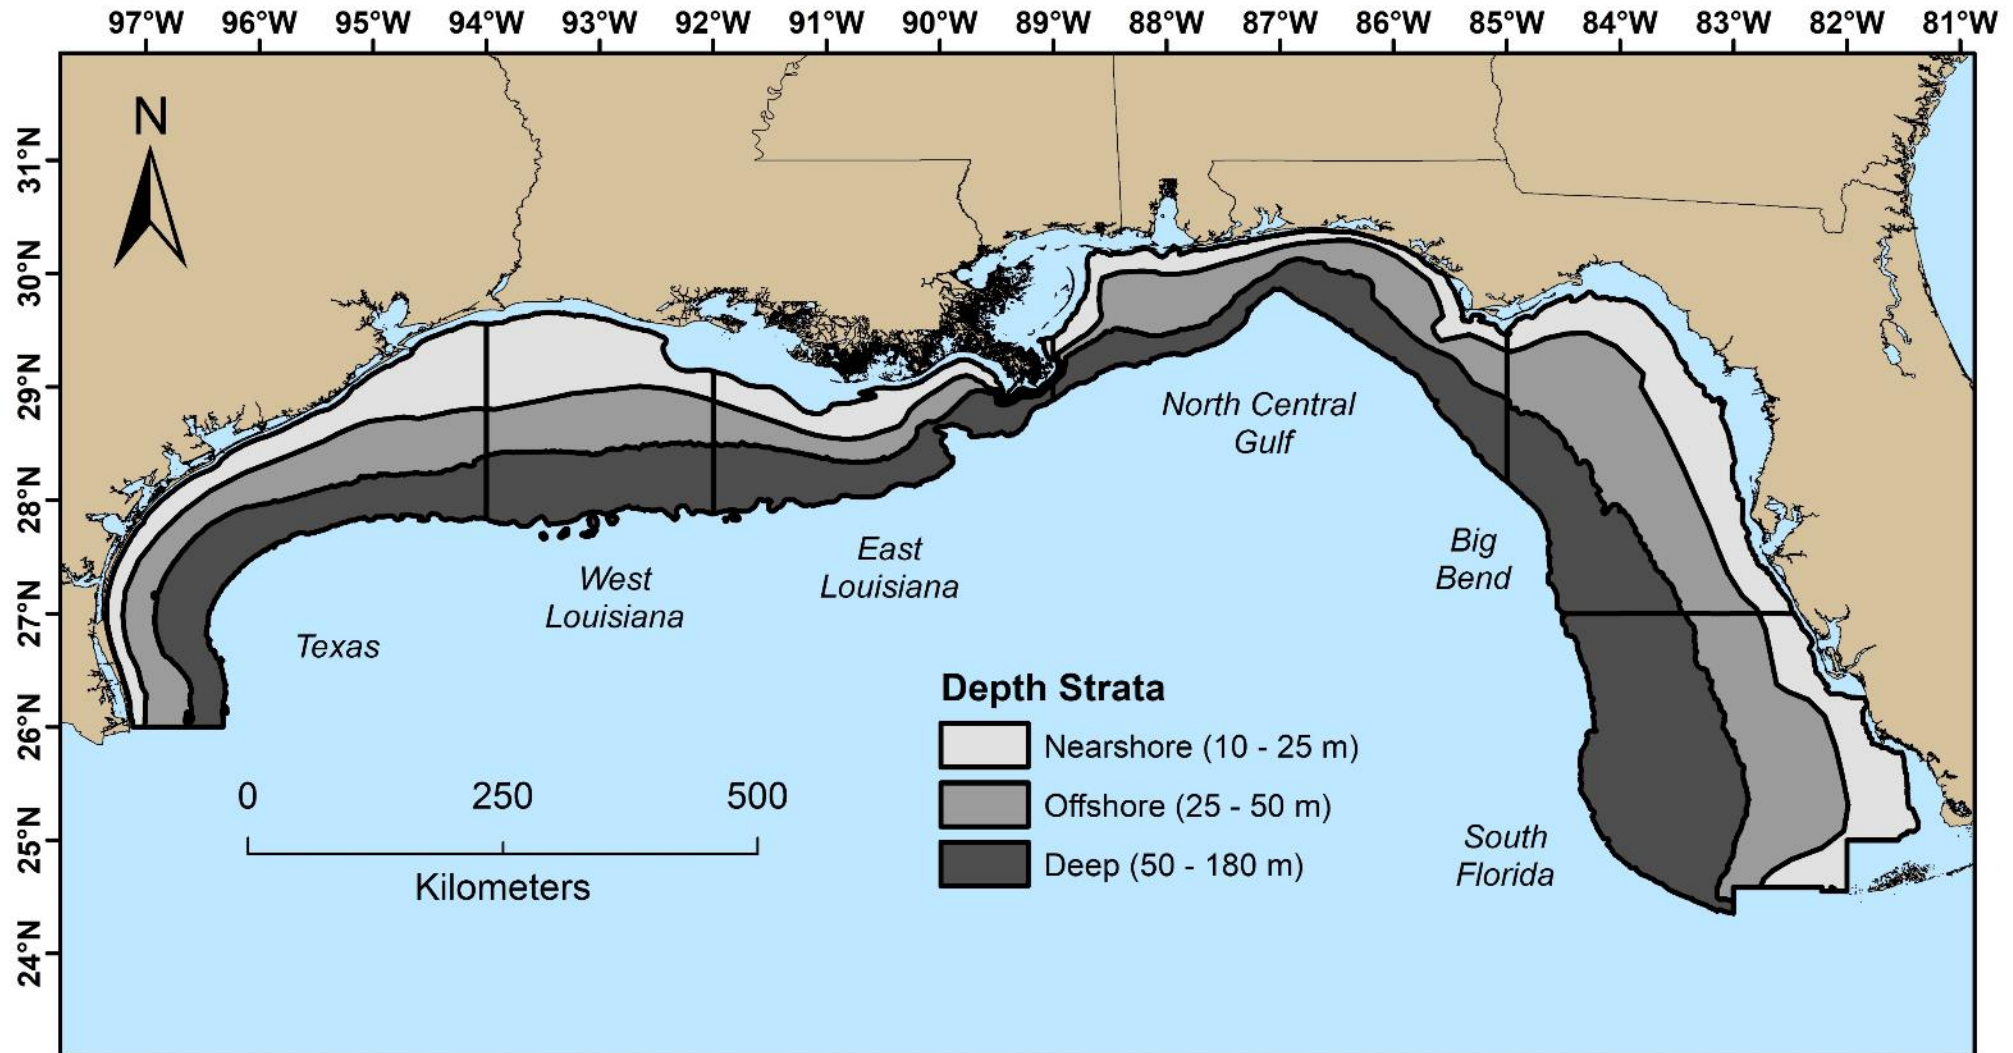 97°W 96°W 95°W 94°W 93°W 92°W 91°W 90°W 89°W 88°W 87°W 86°W 85°W 84°W 83°W 82°W 81°W
N
31°N
30°N
29°N
28°N
27°N
26°N
25°N
24°N
North Central
Gulf
East
Louisiana
West
Louisiana
Big
Bend
Texas
South
Florida
Depth Strata
Nearshore (10 - 25 m)
Offshore (25 - 50 m)
Deep (50 - 180 m)
0 250 500
Kilometers